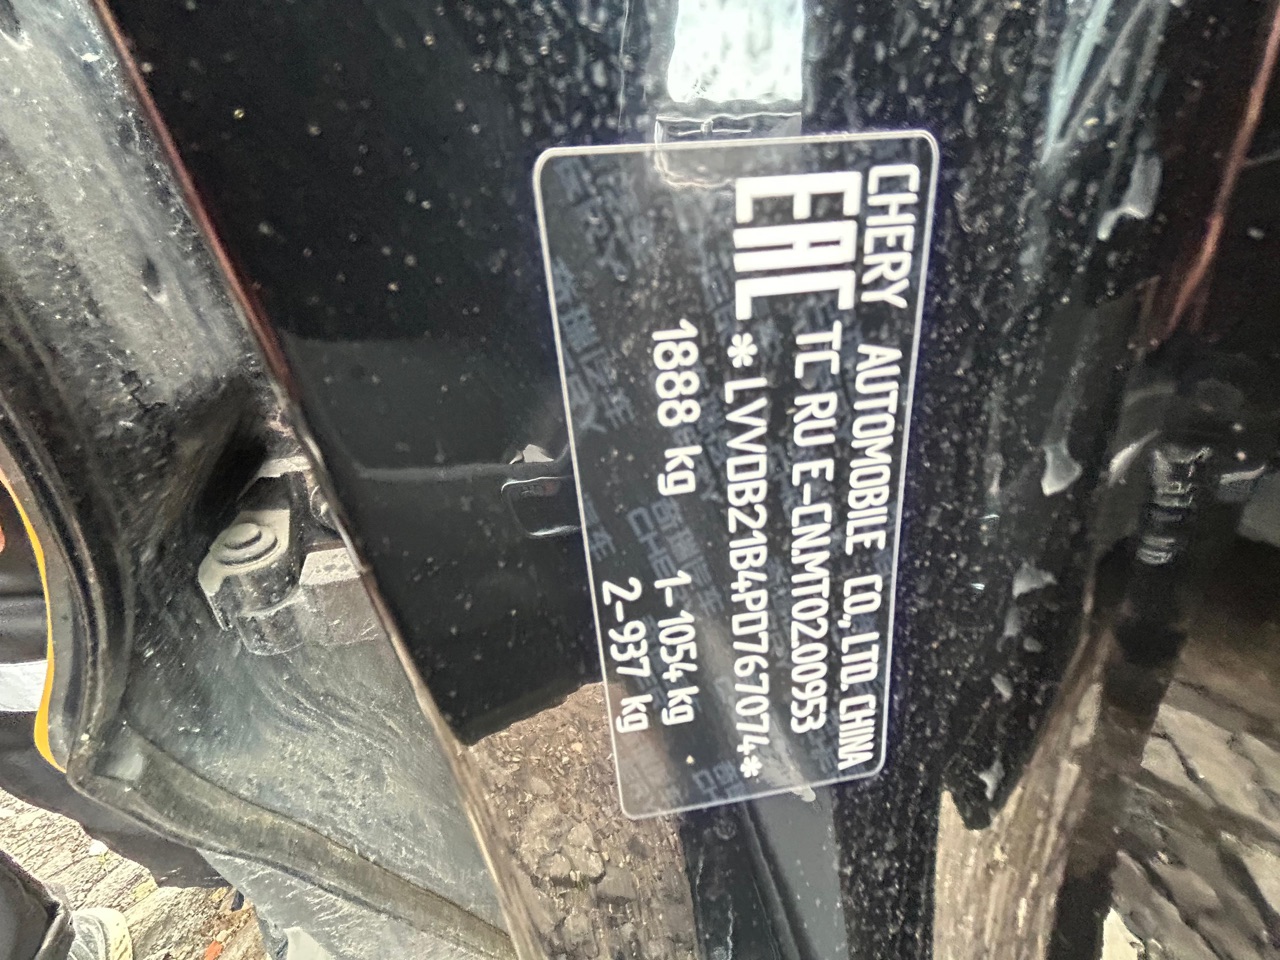 CHERY AUTOMOBILE CO., LTD. CHINA
EAC TC RU E-CN.MT02.00953
*LVVDB21B4PD767074*
1888 kg
1-1054 kg
2-937 kg